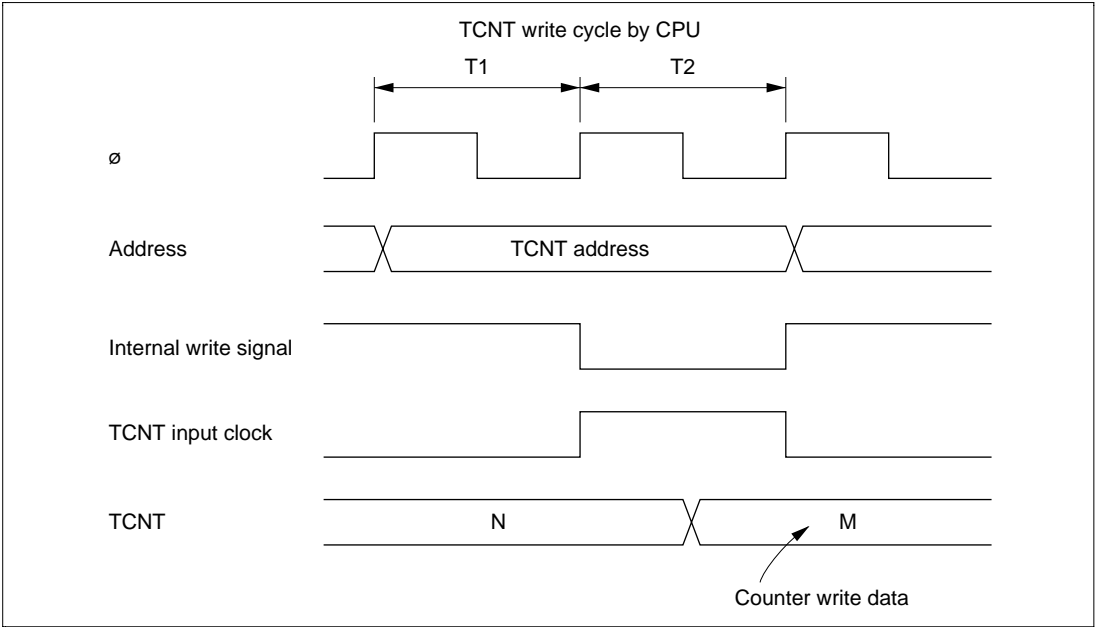 TCNT write cycle by CPU
T1 T2
ø
Address TCNT address
Internal write signal
TCNT input clock
TCNT N M
Counter write data